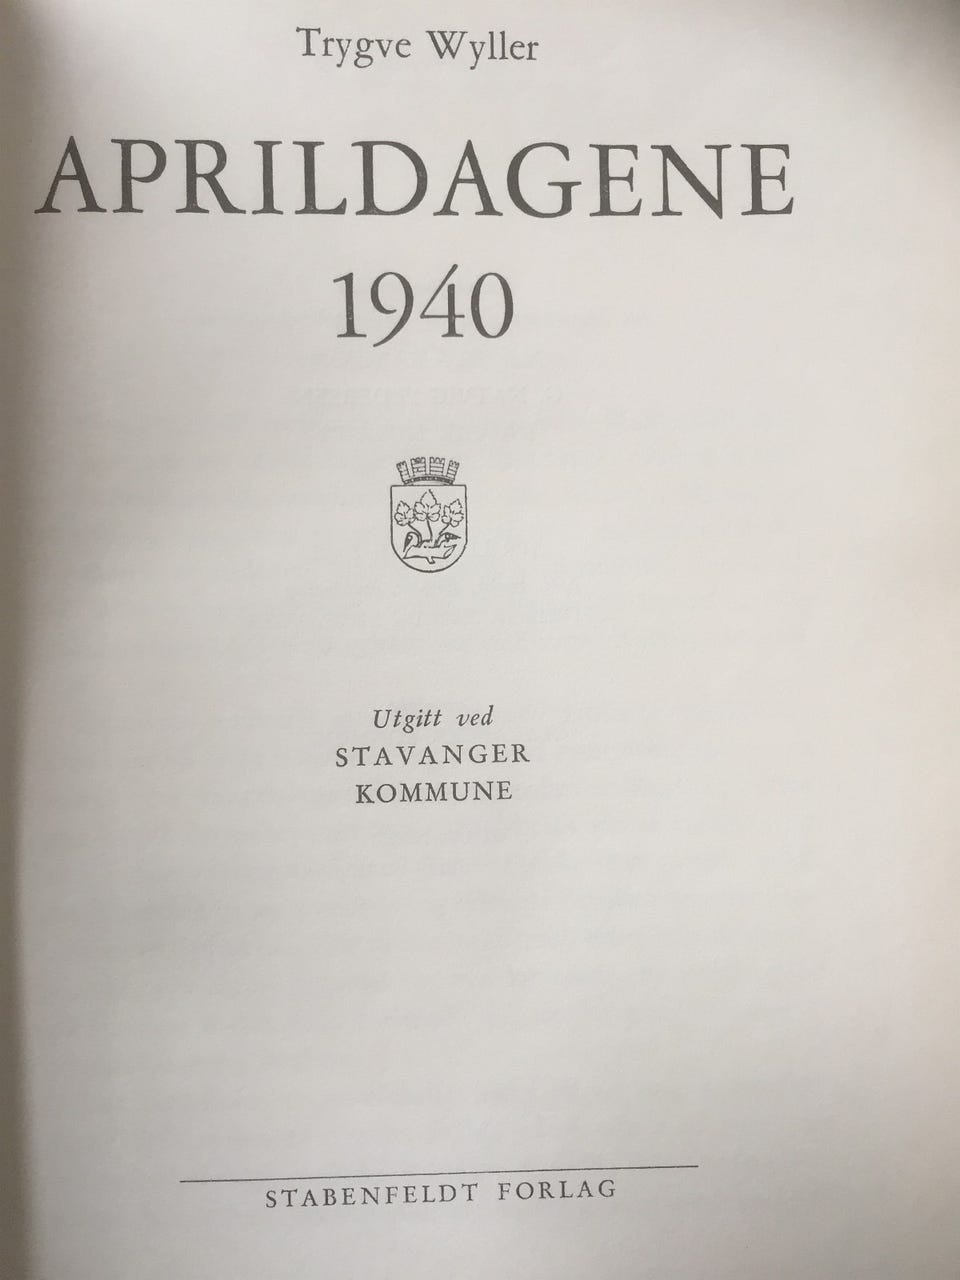 Trygve Wyller
APRILDAGENE
1940
Utgitt ved
STAVANGER
KOMMUNE
STABENFELDT FORLAG